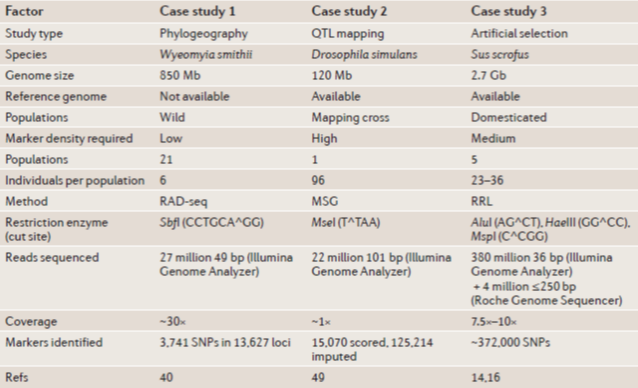 Factor Case study 1 Case study 2 Case study 3
Study type Phylogeography QTL mapping Artificial selection
Species Wyeomyia smithii Drosophila simulans Sus scrofus
Genome size 850 Mb 120 Mb 2.7 Gb
Reference genome Not available Available Available
Populations Wild Mapping cross Domesticated
Marker density required Low High Medium
Populations 21 1 5
Individuals per population 6 96 23–36
Method RAD-seq MSG RRL
Restriction enzyme SbfI (CCTGCA^GG) MseI (T^TAA) AluI (AG^CT), HaeIII (GG^CC),
(cut site) MspI (C^CGG)
Reads sequenced 27 million 49 bp (Illumina 22 million 101 bp (Illumina 380 million 36 bp (Illumina
Genome Analyzer) Genome Analyzer) Genome Analyzer)
+ 4 million ≤250 bp
(Roche Genome Sequencer)
Coverage ~30× ~1× 7.5×–10×
Markers identified 3,741 SNPs in 13,627 loci 15,070 scored, 125,214 ~372,000 SNPs
imputed
Refs 40 49 14,16